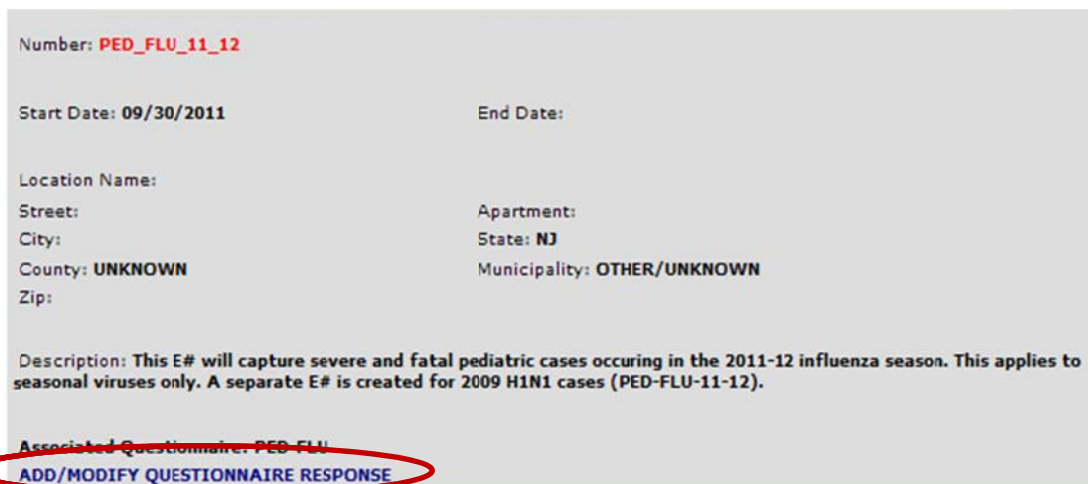 Number: PED_FLU_11_12
Start Date: 09/30/2011 End Date:
Location Name:
Street: Apartment:
City: State: NJ
County: UNKNOWN Municipality: OTHER/UNKNOWN
Zip:
Description: This E# will capture severe and fatal pediatric cases occuring in the 2011-12 influenza season. This applies to
seasonal viruses only. A separate E# is created for 2009 H1N1 cases (PED-FLU-11-12).
Associated Questionnaire: PED-FLU
ADD/MODIFY QUESTIONNAIRE RESPONSE